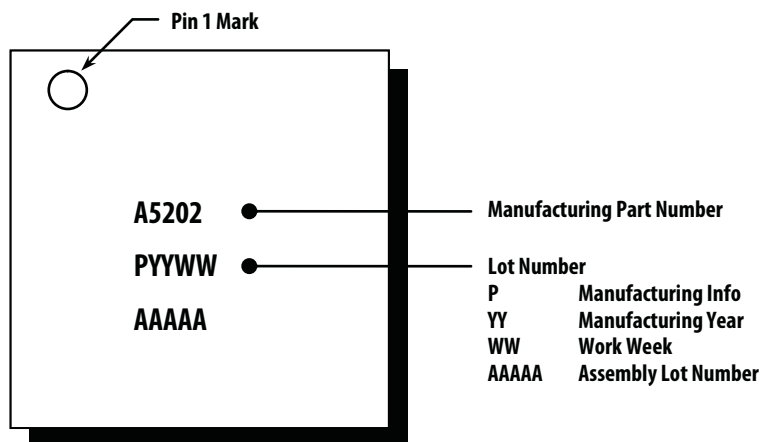 Pin 1 Mark
A5202
Manufacturing Part Number
PYYWW
Lot Number
AAAAA
P Manufacturing Info
YY Manufacturing Year
WW Work Week
AAAAA Assembly Lot Number